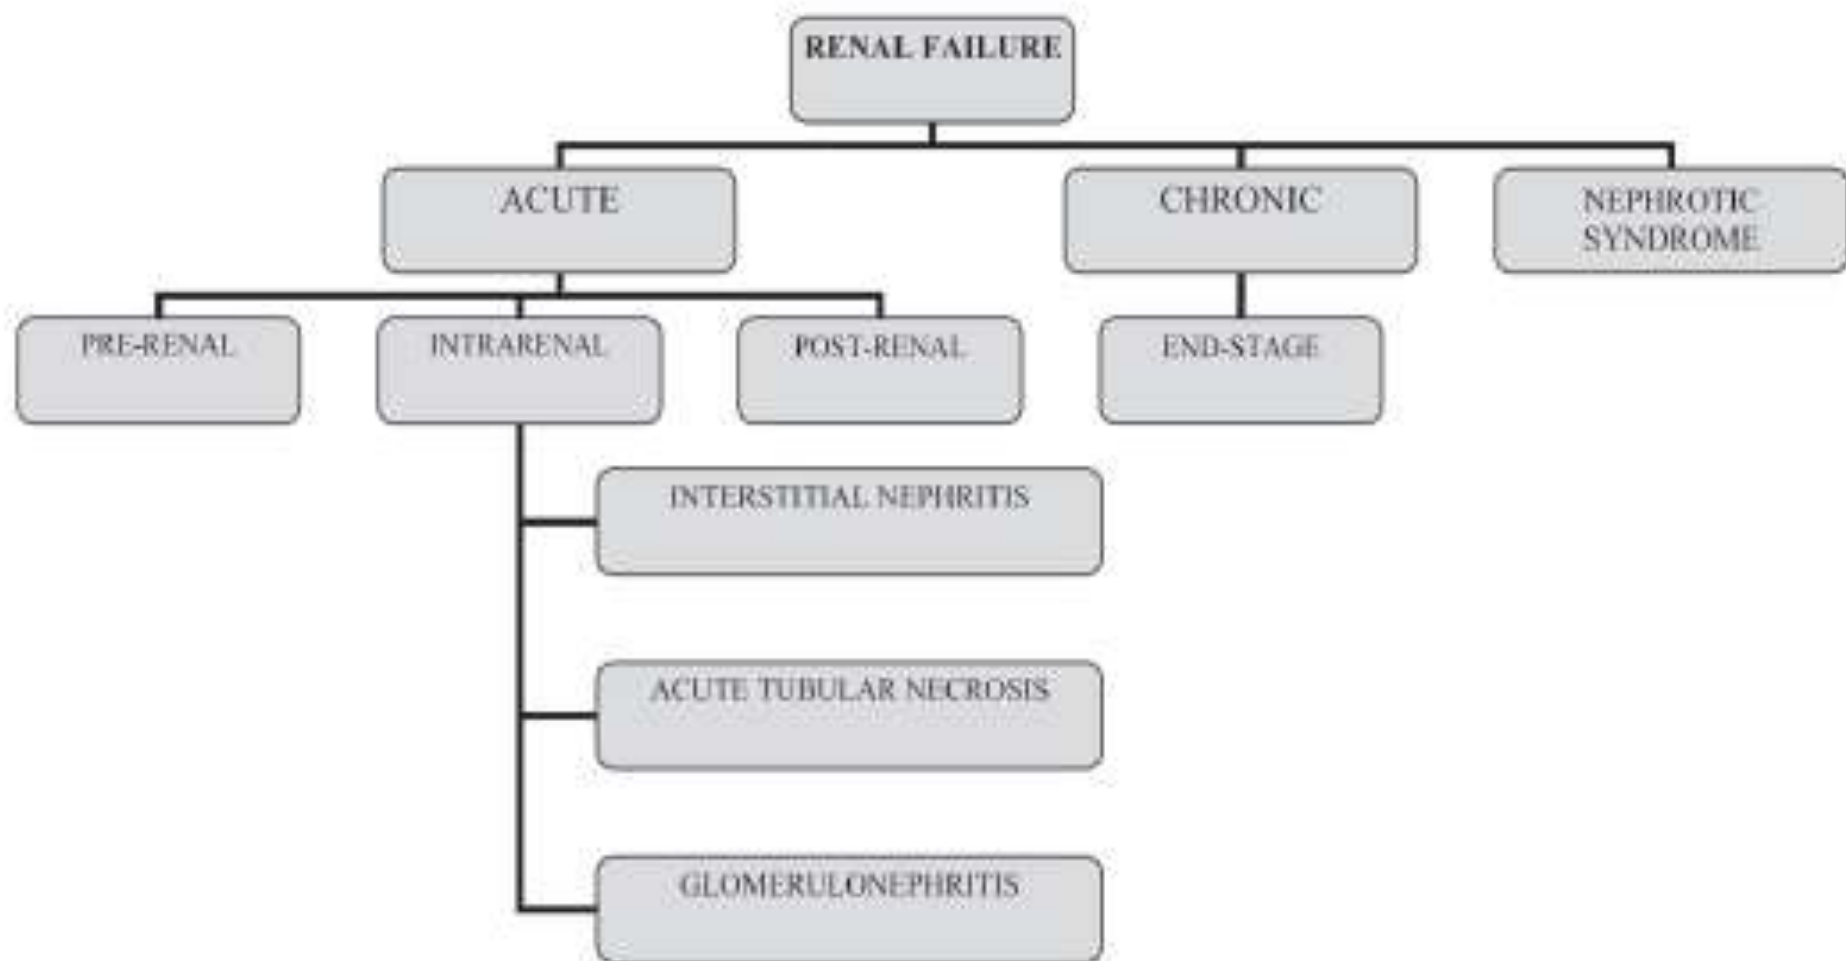 RENAL FAILURE
ACUTE
CHRONIC
NEPHROTIC
SYNDROME
PRE-RENAL
INTRARENAL
POST-RENAL
END-STAGE
INTERSTITIAL NEPHRITIS
ACUTE TUBULAR NECROSIS
GLOMERULONEPHRITIS